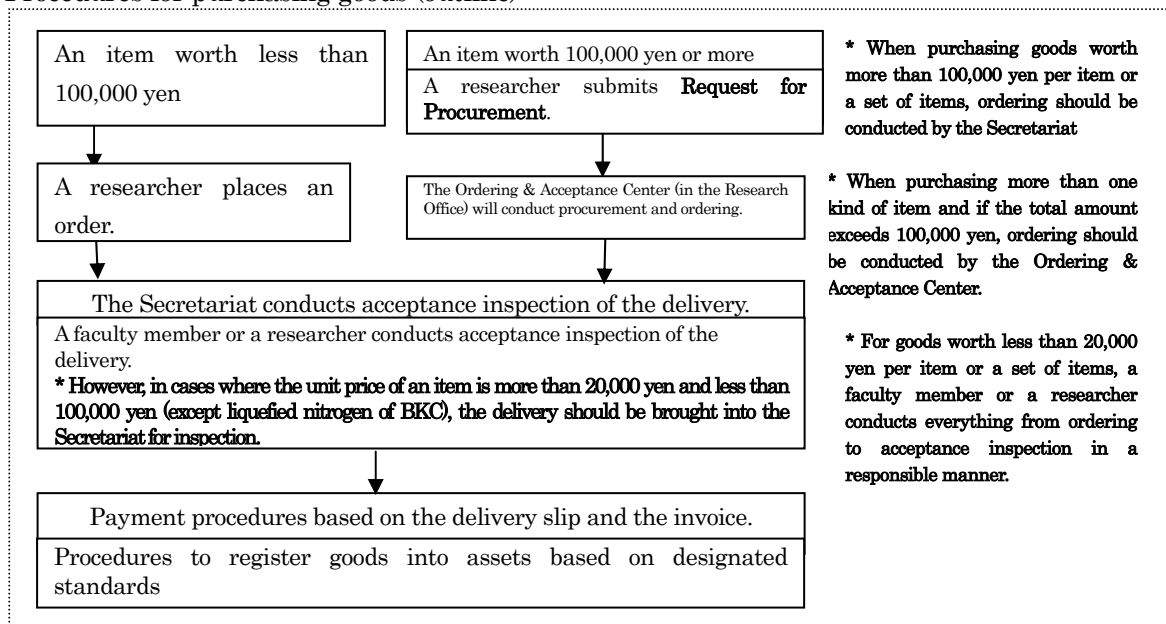 Procedures for purchasing goods (outline)
An item worth less than
100,000 yen
An item worth 100,000 yen or more
A researcher submits Request for
Procurement.
* When purchasing goods worth
more than 100,000 yen per item or
a set of items, ordering should be
conducted by the Secretariat
A researcher places an
order.
The Ordering & Acceptance Center (in the Research
Office) will conduct procurement and ordering.
* When purchasing more than one
kind of item and if the total amount
exceeds 100,000 yen, ordering should
be conducted by the Ordering &
Acceptance Center.
The Secretariat conducts acceptance inspection of the delivery.
A faculty member or a researcher conducts acceptance inspection of the
delivery.
* However, in cases where the unit price of an item is more than 20,000 yen and less than
100,000 yen (except liquefied nitrogen of BKC), the delivery should be brought into the
Secretariat for inspection.
* For goods worth less than 20,000
yen per item or a set of items, a
faculty member or a researcher
conducts everything from ordering
to acceptance inspection in a
responsible manner.
Payment procedures based on the delivery slip and the invoice.
Procedures to register goods into assets based on designated
standards